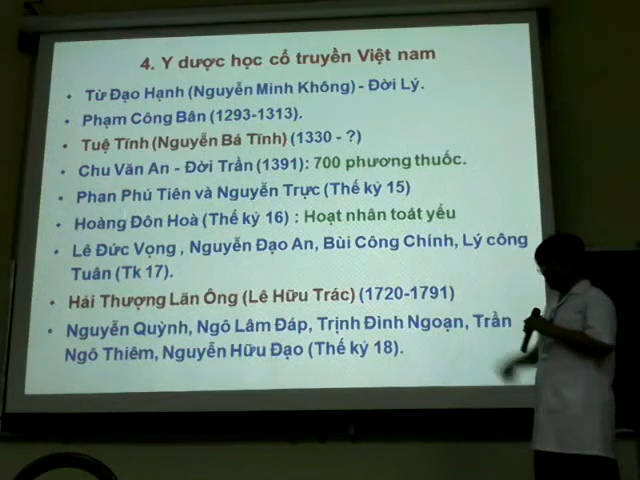 4. Y dược học cổ truyền Việt nam
• Từ Đạo Hạnh (Nguyễn Minh Không) - Đời Lý.
• Phạm Công Bân (1293-1313).
• Tuệ Tĩnh (Nguyễn Bá Tĩnh) (1330 - ?)
• Chu Văn An - Đời Trần (1391): 700 phương thuốc.
• Phan Phú Tiên và Nguyễn Trực (Thế kỷ 15)
• Hoàng Đôn Hoà (Thế kỷ 16) : Hoạt nhân toát yếu
• Lê Đức Vọng , Nguyễn Đạo An, Bùi Công Chính, Lý công
Tuân (Tk 17).
• Hải Thượng Lãn Ông (Lê Hữu Trác) (1720-1791)
• Nguyễn Quỳnh, Ngô Lâm Đáp, Trịnh Đình Ngoạn, Trần
Ngô Thiêm, Nguyễn Hữu Đạo (Thế kỷ 18).